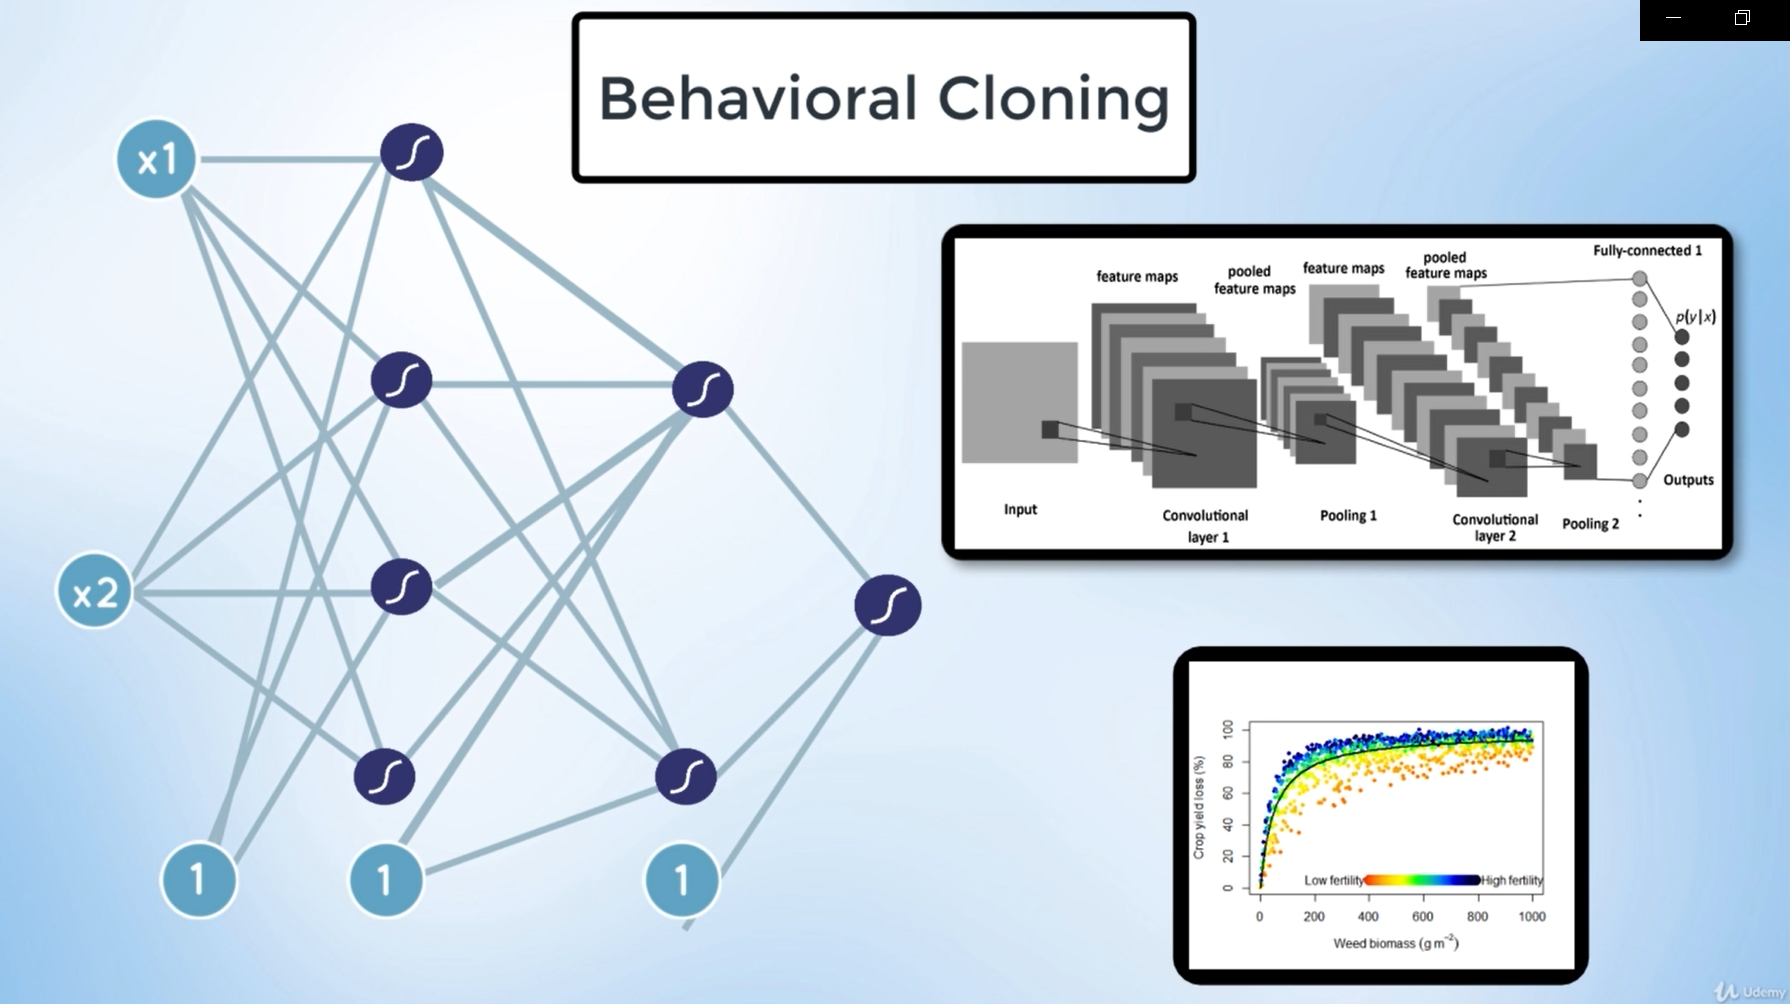 Behavioral Cloning
x1
x2
1
1
1
Fully-connected 1
feature maps
pooled
feature maps
feature maps
pooled
feature maps
p(y|x)
Input
Convolutional
layer 1
Pooling 1
Convolutional
layer 2
Pooling 2
Outputs
Crop yield loss (%)
100
80
60
40
20
0
Low fertility
High fertility
0 200 400 600 800 1000
Weed biomass (g m⁻²)
Udemy